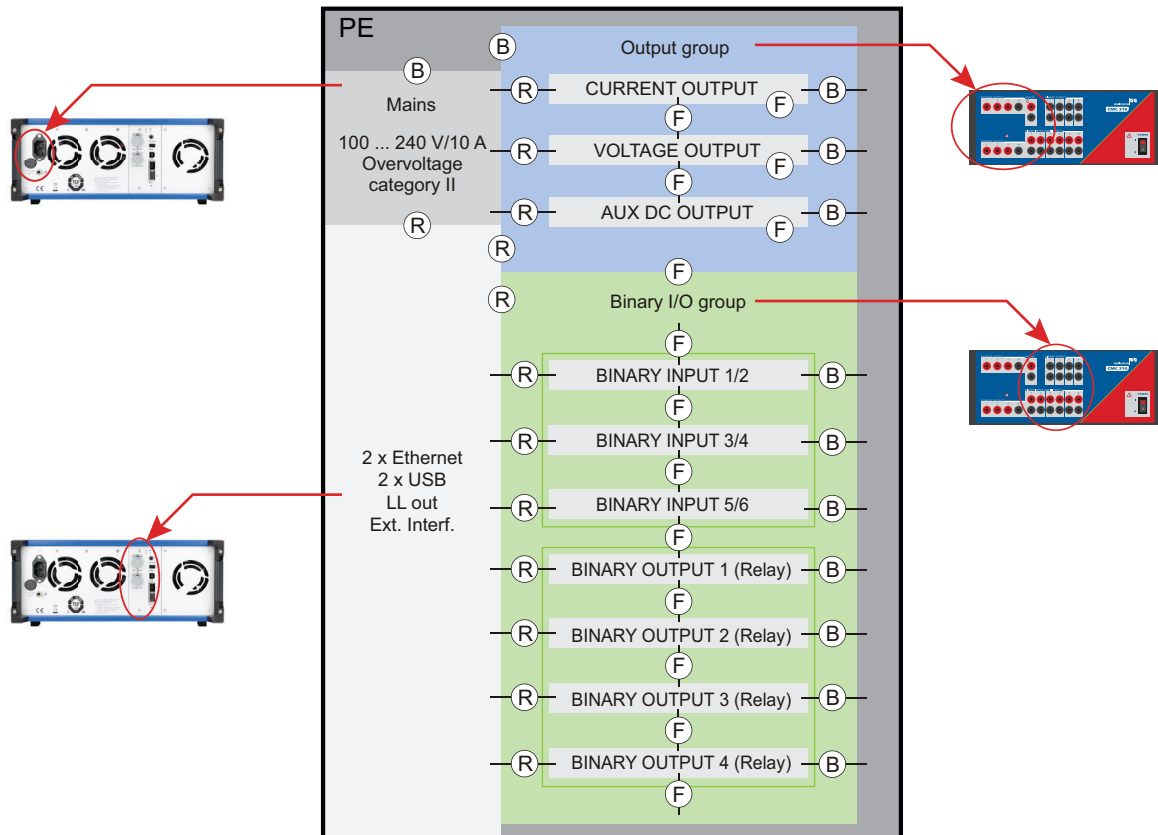 PE
B
Output group
B
R
CURRENT OUTPUT
B
F
Mains
F
100 ... 240 V/10 A
Overvoltage
category II
R
VOLTAGE OUTPUT
B
F
F
R
AUX DC OUTPUT
B
F
R
R
F
R
Binary I/O group
F
R
BINARY INPUT 1/2
B
F
R
BINARY INPUT 3/4
B
F
2 x Ethernet
2 x USB
LL out
Ext. Interf.
R
BINARY INPUT 5/6
B
F
R
BINARY OUTPUT 1 (Relay)
B
F
R
BINARY OUTPUT 2 (Relay)
B
F
R
BINARY OUTPUT 3 (Relay)
B
F
R
BINARY OUTPUT 4 (Relay)
B
F